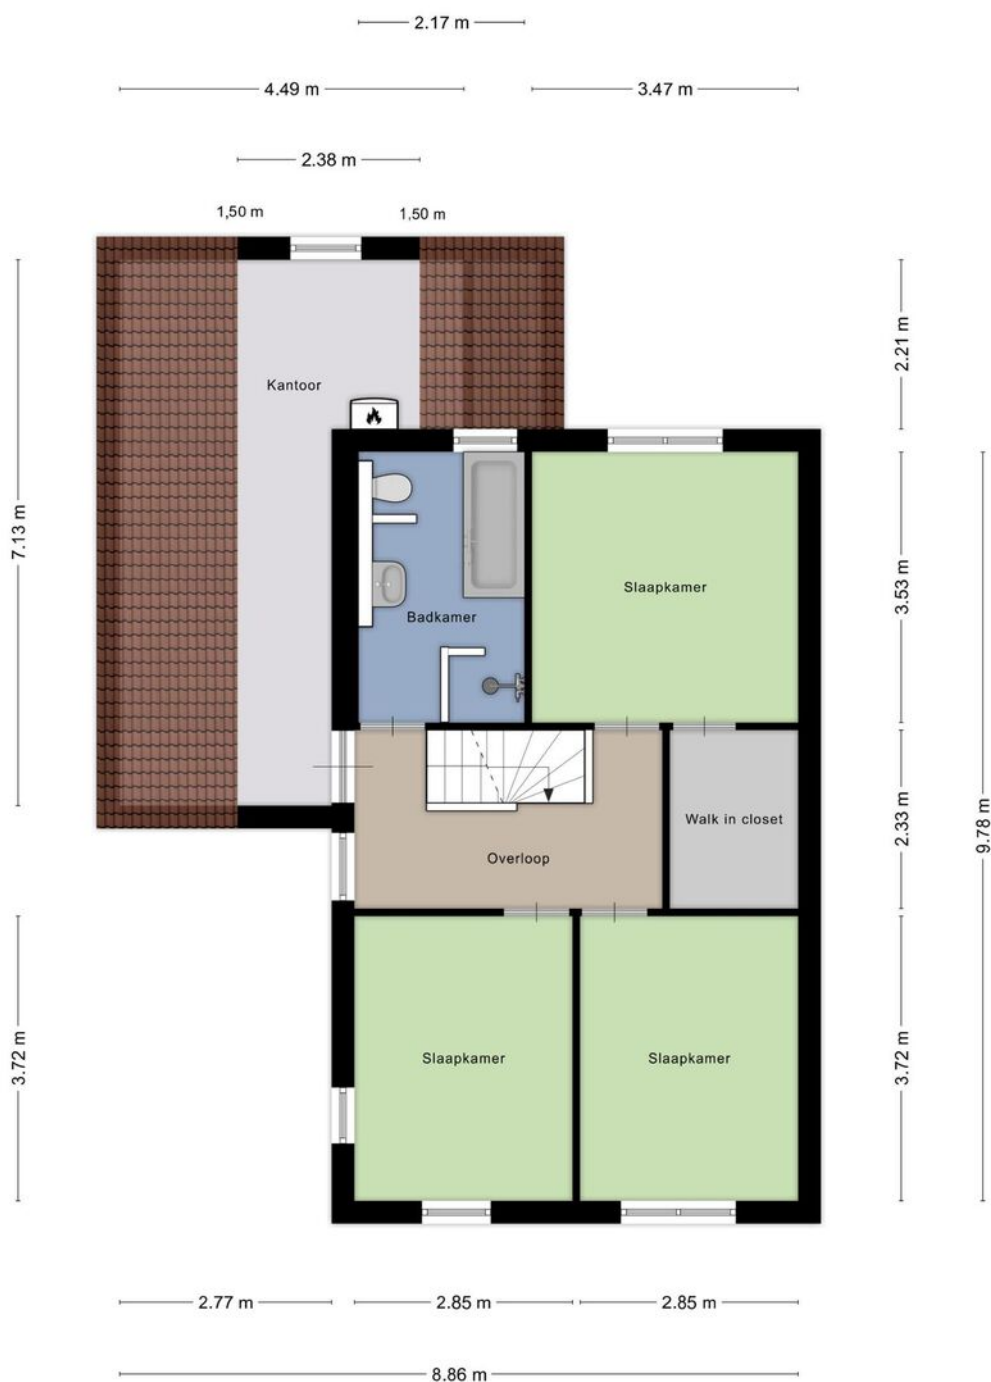 2.17 m
4.49 m
3.47 m
2.38 m
1,50 m
1,50 m
2.21 m
Kantoor
7.13 m
3.53 m
Slaapkamer
Badkamer
2.33 m
Walk in closet
9.78 m
Overloop
3.72 m
Slaapkamer
Slaapkamer
3.72 m
2.77 m
2.85 m
2.85 m
8.86 m